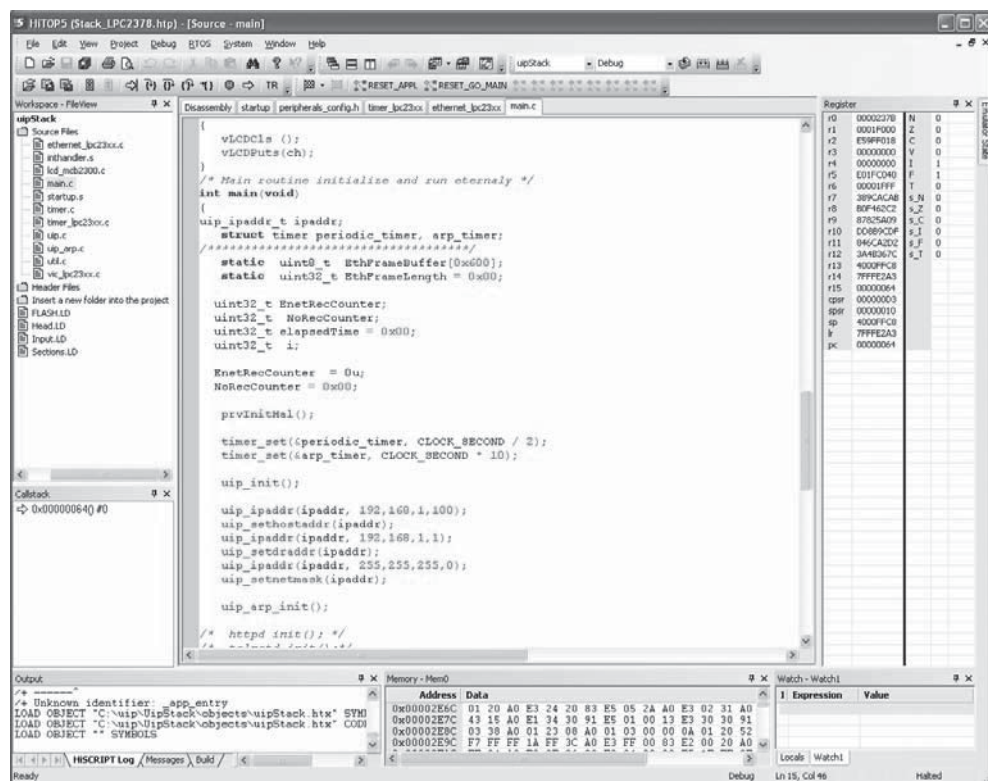 HiTOP5 (Stack_LPC2378.htp) - [Source - main]
File Edit View Project Debug RTOS System Window Help
uipStack Debug
TR RESET_APPL RESET_GO_MAIN
Workspace - FileView
uipStack
Source Files
ethernet_lpc23xx.c
inthandler.s
lcd_mcb2300.c
main.c
startup.s
timer.c
timer_lpc23xx.c
uip.c
uip_arp.c
util.c
vic_lpc23xx.c
Header Files
Insert a new folder into the project
FLASH.LD
Head.LD
Input.LD
Sections.LD
Callstack
0x00000064() #0
Disassembly startup peripherals_config.h timer_lpc23xx ethernet_lpc23xx main.c
{
vLCDCls ();
vLCDPuts(ch);
}
/* Main routine initialize and run eternaly */
int main(void)
{
uip_ipaddr_t ipaddr;
struct timer periodic_timer, arp_timer;
/***********************************/
static uint8_t EthFrameBuffer[0x600];
static uint32_t EthFrameLength = 0x00;
uint32_t EnetRecCounter;
uint32_t NoRecCounter;
uint32_t elapsedTime = 0x00;
uint32_t i;
EnetRecCounter = 0u;
NoRecCounter = 0x00;
prvInitHal();
timer_set(&periodic_timer, CLOCK_SECOND / 2);
timer_set(&arp_timer, CLOCK_SECOND * 10);
uip_init();
uip_ipaddr(ipaddr, 192,168,1,100);
uip_sethostaddr(ipaddr);
uip_ipaddr(ipaddr, 192,168,1,1);
uip_setdraddr(ipaddr);
uip_ipaddr(ipaddr, 255,255,255,0);
uip_setnetmask(ipaddr);
uip_arp_init();
/* httpd init(); */
/* telnetd init();*/
Register
r0 0000237B N 0
r1 0001F000 Z 0
r2 E59FF018 C 0
r3 00000000 V 0
r4 00000000 I 1
r5 E01FC040 F 1
r6 00001FFF T 0
r7 389CACAB s_N 0
r8 B0F462C2 s_Z 0
r9 87825A09 s_C 0
r10 DD8B9CDF s_I 0
r11 846CA2D2 s_F 0
r12 3A4B367C s_T 0
r13 4000FFC8
r14 7FFFE2A3
r15 00000064
cpsr 000000D3
spsr 00000010
sp 4000FFC8
lr 7FFFE2A3
pc 00000064
Emulator State
Output
/+ ------^
/+ Unknown identifier: _app_entry
LOAD OBJECT "C:\uip\UipStack\objects\uipStack.htx" SYM
LOAD OBJECT "C:\uip\UipStack\objects\uipStack.htx" COD
LOAD OBJECT "" SYMBOLS
HiSCRIPT Log Messages Build
Memory - Mem0
Address Data
0x00002E6C 01 20 A0 E3 24 20 83 E5 05 2A A0 E3 02 31 A0
0x00002E7C 43 15 A0 E1 34 30 91 E5 01 00 13 E3 30 30 91
0x00002E8C 03 38 A0 01 23 08 A0 01 03 00 00 0A 01 20 52
0x00002E9C F7 FF FF 1A FF 3C A0 E3 FF 00 83 E2 00 20 A0
Watch - Watch1
1 Expression Value
Locals Watch1
Ready Debug Ln 15, Col 46 Halted